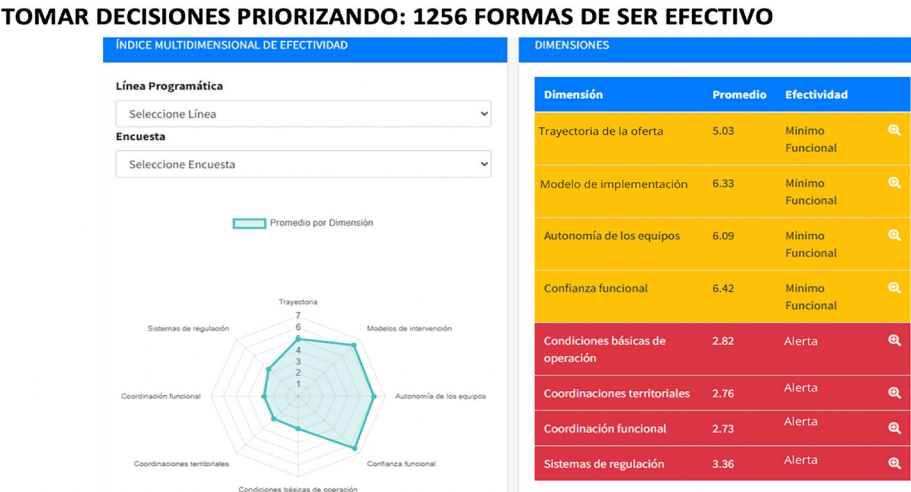 TOMAR DECISIONES PRIORIZANDO: 1256 FORMAS DE SER EFECTIVO
ÍNDICE MULTIDIMENSIONAL DE EFECTIVIDAD
Línea Programática
Seleccione Línea
Encuesta
Seleccione Encuesta
Promedio por Dimensión
Trayectoria
7
6
5
4
3
2
1
Sistemas de regulación
Modelos de intervención
Coordinación funcional
Autonomía de los equipos
Coordinaciones territoriales
Confianza funcional
Condiciones básicas de operación
DIMENSIONES
Dimensión Promedio Efectividad
Trayectoria de la oferta 5.03 Minimo
Funcional
Modelo de implementación 6.33 Minimo
Funcional
Autonomía de los equipos 6.09 Minimo
Funcional
Confianza funcional 6.42 Minimo
Funcional
Condiciones básicas de 2.82 Alerta
operación
Coordinaciones territoriales 2.76 Alerta
Coordinación funcional 2.73 Alerta
Sistemas de regulación 3.36 Alerta